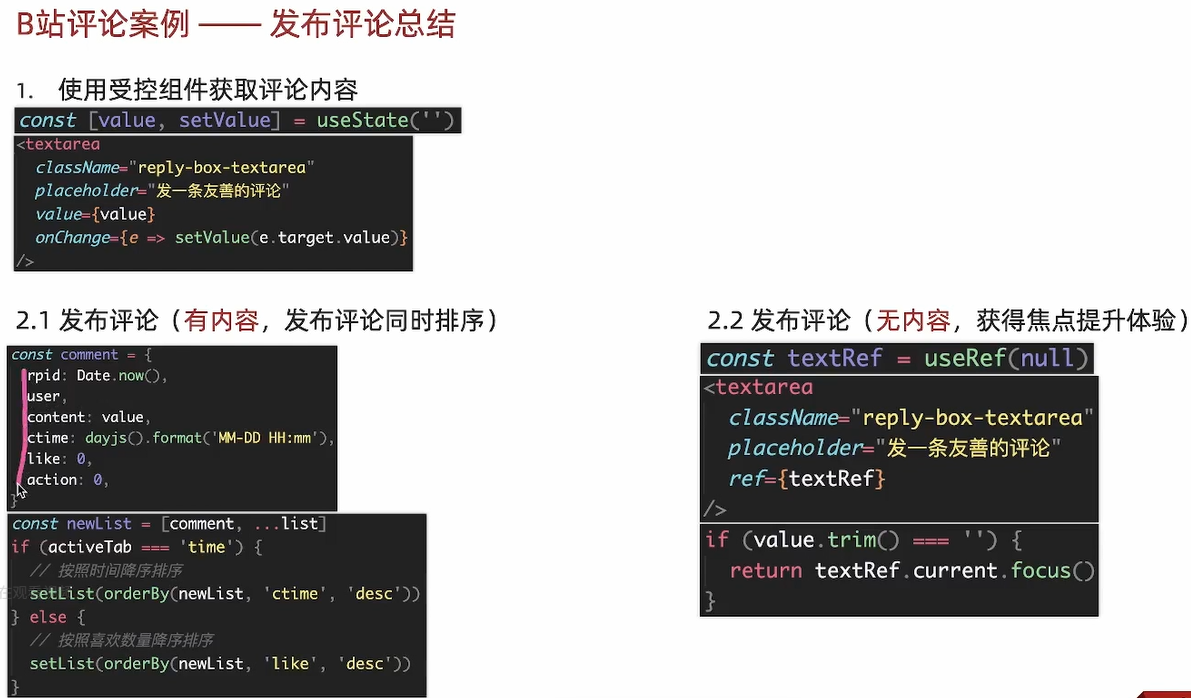 B站评论案例 —— 发布评论总结
1. 使用受控组件获取评论内容
const [value, setValue] = useState('')
<textarea
className="reply-box-textarea"
placeholder="发一条友善的评论"
value={value}
onChange={e => setValue(e.target.value)}
/>
2.1 发布评论（有内容，发布评论同时排序）
const comment = {
rpid: Date.now(),
user,
content: value,
ctime: dayjs().format('MM-DD HH:mm'),
like: 0,
action: 0,
}
const newList = [comment, ...list]
if (activeTab === 'time') {
// 按照时间降序排序
setList(orderBy(newList, 'ctime', 'desc'))
} else {
// 按照喜欢数量降序排序
setList(orderBy(newList, 'like', 'desc'))
}
2.2 发布评论（无内容，获得焦点提升体验）
const textRef = useRef(null)
<textarea
className="reply-box-textarea"
placeholder="发一条友善的评论"
ref={textRef}
/>
if (value.trim() === '') {
return textRef.current.focus()
}